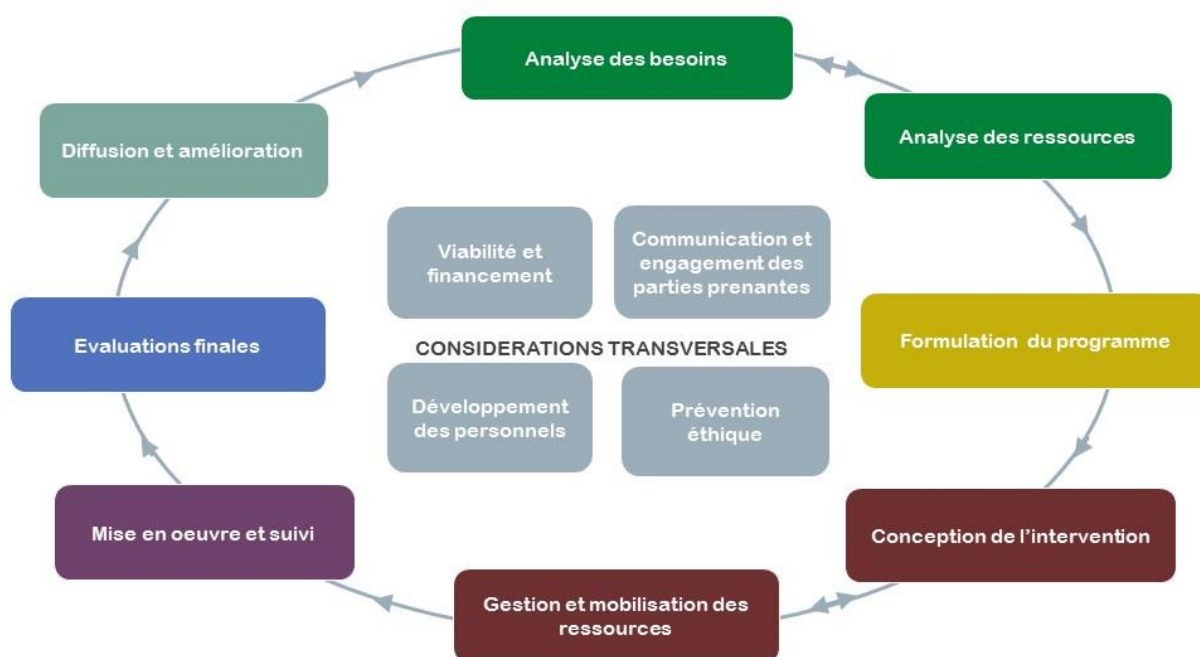 Analyse des besoins
Analyse des ressources
Formulation du programme
Conception de l'intervention
Gestion et mobilisation des
ressources
Mise en oeuvre et suivi
Evaluations finales
Diffusion et amélioration
Viabilité et
financement
Communication et
engagement des
parties prenantes
CONSIDERATIONS TRANSVERSALES
Développement
des personnels
Prévention
éthique